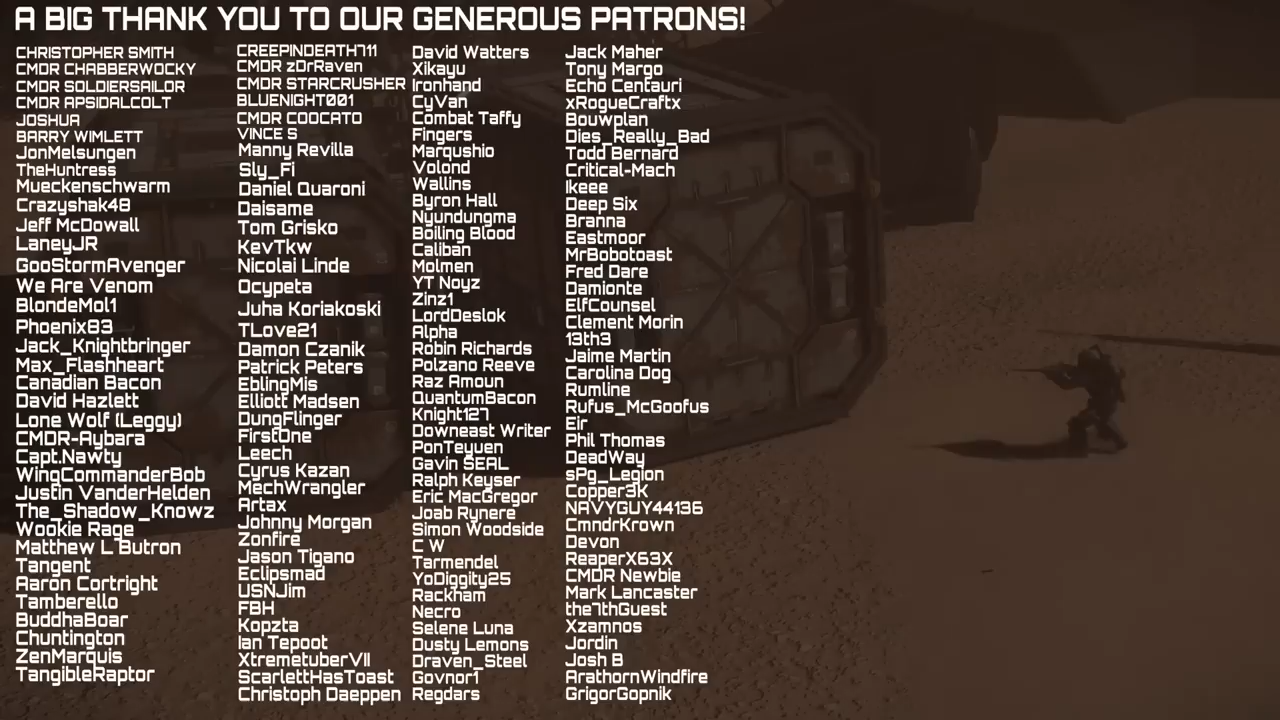 A BIG THANK YOU TO OUR GENEROUS PATRONS!
CHRISTOPHER SMITH
CMDR CHABBERWOCKY
CMDR SOLDIERSAILOR
CMDR APSIDALCOLT
JOSHUA
BARRY WIMLETT
JonMelsungen
TheHuntress
Mueckenschwarm
Crazyshak48
Jeff McDowall
LaneyJR
GooStormAvenger
We Are Venom
BlondeMol1
Phoenix83
Jack_Knightbringer
Max_Flashheart
Canadian Bacon
David Hazlett
Lone Wolf (Leggy)
CMDR-Aybara
Capt.Nawty
WingCommanderBob
Justin VanderHelden
The_Shadow_Knowz
Wookie Rage
Matthew L Butron
Tangent
Aaron Cortright
Tamberello
BuddhaBoar
Chuntington
ZenMarquis
TangibleRaptor
CREEPINDEATH711
CMDR zDrRaven
CMDR STARCRUSHER
BLUENIGHT001
CMDR COOCATO
VINCE S
Manny Revilla
Sly_Fi
Daniel Quaroni
Daisame
Tom Grisko
KevTkw
Nicolai Linde
Ocypeta
Juha Koriakoski
TLove21
Damon Czanik
Patrick Peters
EblingMis
Elliott Madsen
DungFlinger
FirstOne
Leech
Cyrus Kazan
MechWrangler
Artax
Johnny Morgan
Zonfire
Jason Tigano
Eclipsmad
USNJim
FBH
Kopzta
Ian Tepoot
XtremetuberVII
ScarlettHasToast
Christoph Daeppen
David Watters
Xikayu
Ironhand
CyVan
Combat Taffy
Fingers
Marqushio
Volond
Wallins
Byron Hall
Nyundungma
Boiling Blood
Caliban
Molmen
YT Noyz
Zinz1
LordDeslok
Alpha
Robin Richards
Polzano Reeve
Raz Amoun
QuantumBacon
Knight127
Downeast Writer
PonTeyuen
Gavin SEAL
Ralph Keyser
Eric MacGregor
Joab Rynere
Simon Woodside
C W
Tarmendel
YoDiggity25
Rackham
Necro
Selene Luna
Dusty Lemons
Draven_Steel
Govnor1
Regdars
Jack Maher
Tony Margo
Echo Centauri
xRogueCraftx
Bouwplan
Dies_Really_Bad
Todd Bernard
Critical-Mach
Ikeee
Deep Six
Branna
Eastmoor
MrBobotoast
Fred Dare
Damionte
ElfCounsel
Clement Morin
13th3
Jaime Martin
Carolina Dog
Rumline
Rufus_McGoofus
Eir
Phil Thomas
DeadWay
sPg_Legion
Copper3K
NAVYGUY44136
CmndrKrown
Devon
ReaperX63X
CMDR Newbie
Mark Lancaster
the7thGuest
Xzamnos
Jordin
Josh B
ArathornWindfire
GrigorGopnik